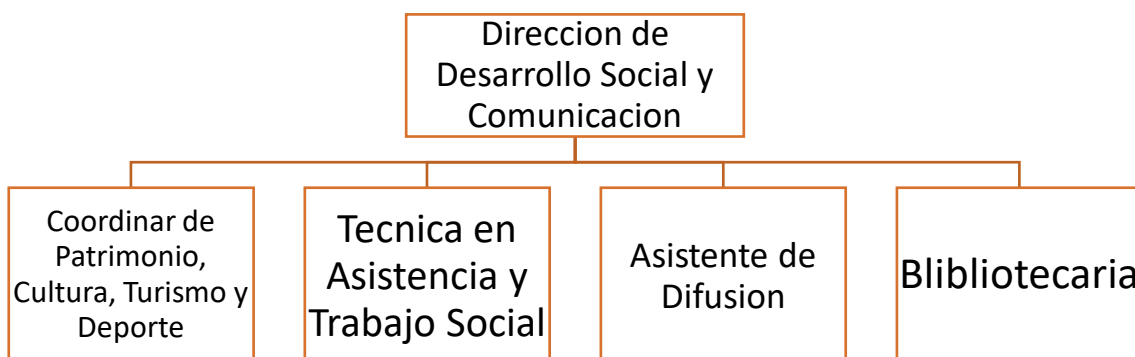 Direccion de
Desarrollo Social y
Comunicacion
Coordinar de
Patrimonio,
Cultura, Turismo y
Deporte
Tecnica en
Asistencia y
Trabajo Social
Asistente de
Difusion
Blibliotecaria